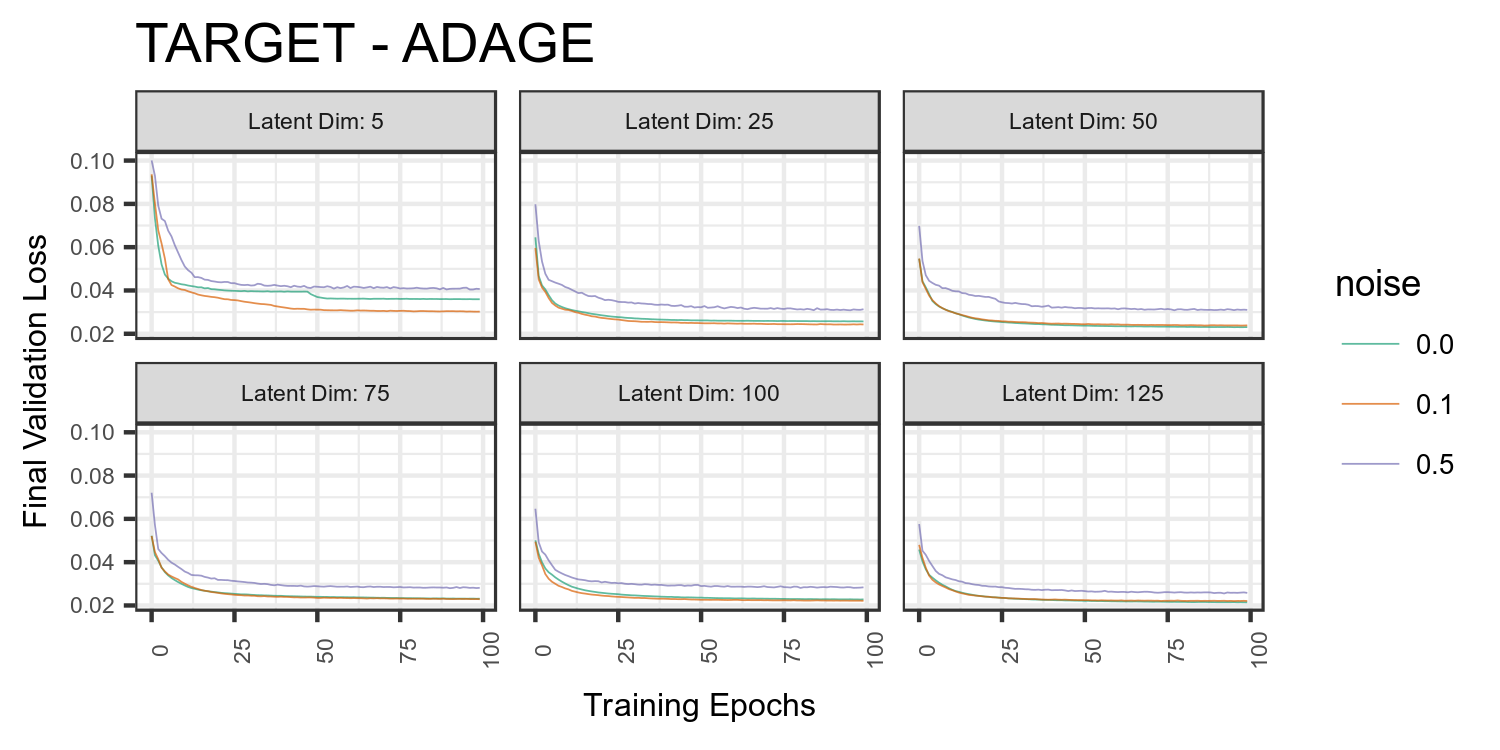 TARGET - ADAGE
Latent Dim: 5
Latent Dim: 25
Latent Dim: 50
0.10
0.08
0.06
0.04
0.02
Latent Dim: 75
Latent Dim: 100
Latent Dim: 125
0.10
0.08
0.06
0.04
0.02
0
25
50
75
100
0
25
50
75
100
0
25
50
75
100
Final Validation Loss
Training Epochs
noise
0.0
0.1
0.5